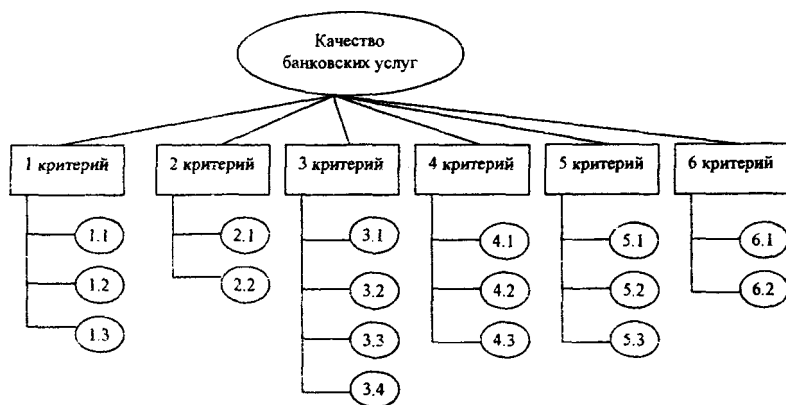 Качество
банковских услуг
1 критерий
2 критерий
3 критерий
4 критерий
5 критерий
6 критерий
1.1
1.2
1.3
2.1
2.2
3.1
3.2
3.3
3.4
4.1
4.2
4.3
5.1
5.2
5.3
6.1
6.2